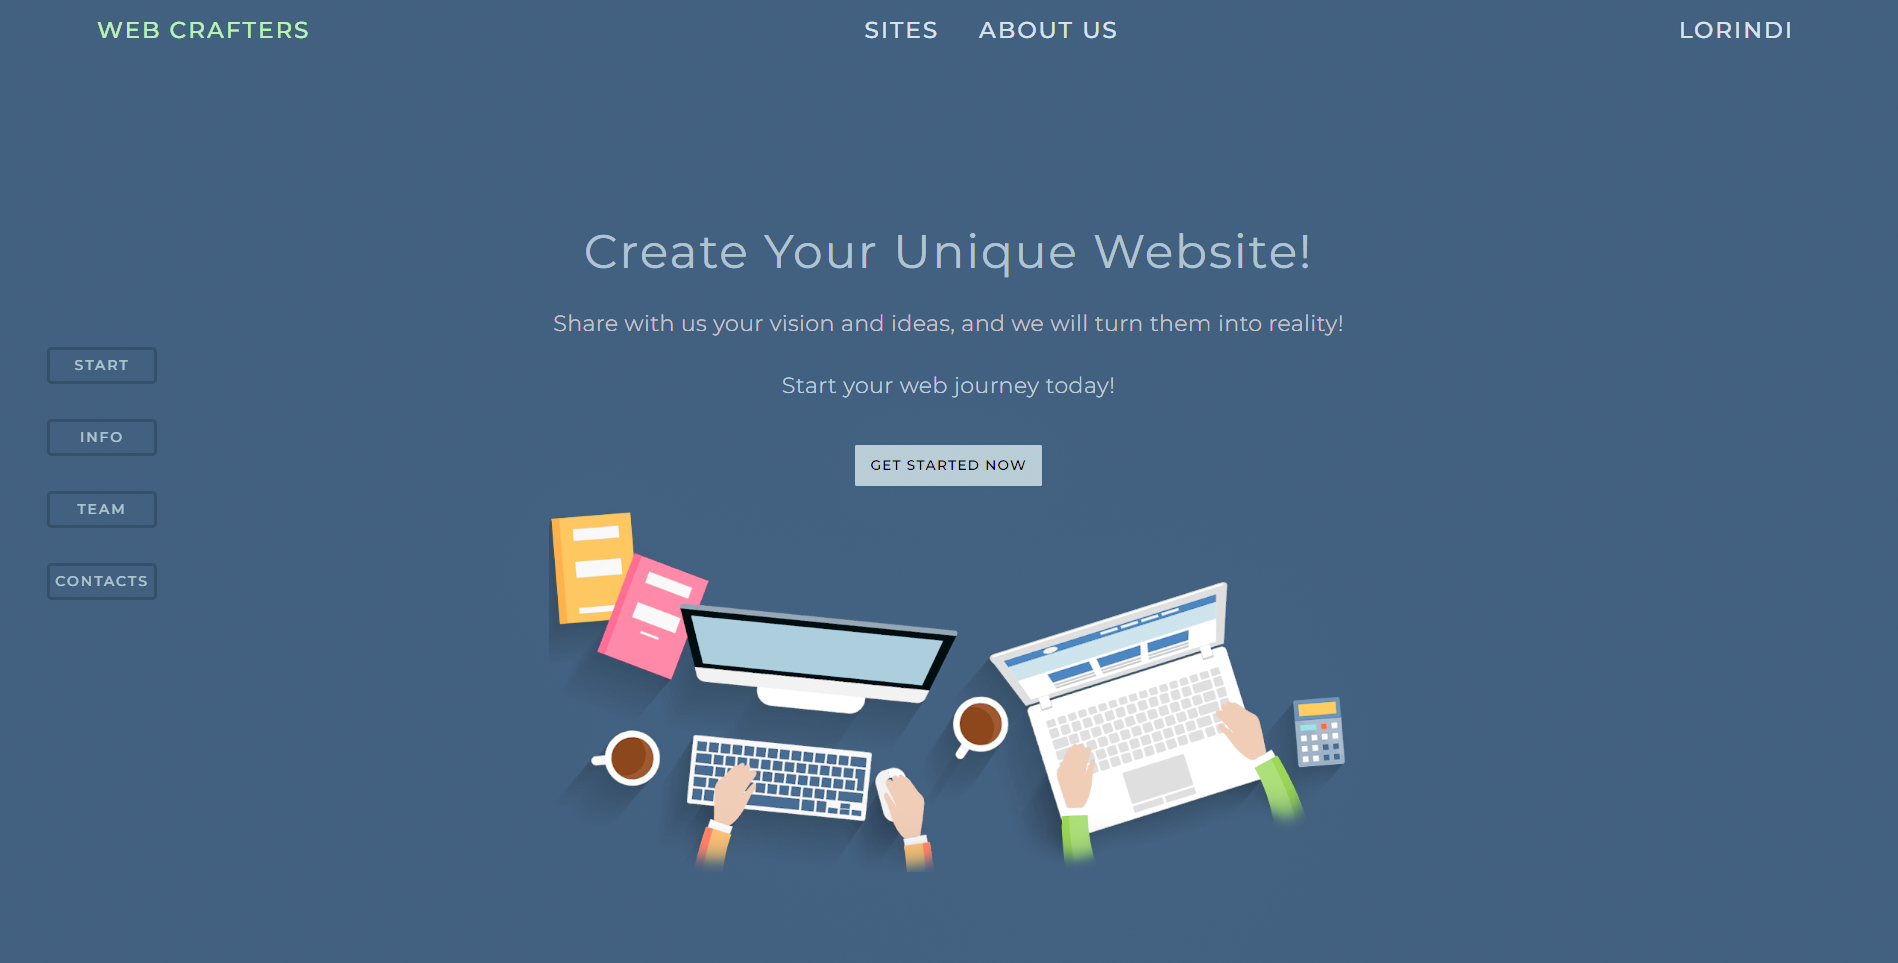 WEB CRAFTERS
SITES
ABOUT US
LORINDI
Create Your Unique Website!
Share with us your vision and ideas, and we will turn them into reality!
Start your web journey today!
GET STARTED NOW
START
INFO
TEAM
CONTACTS